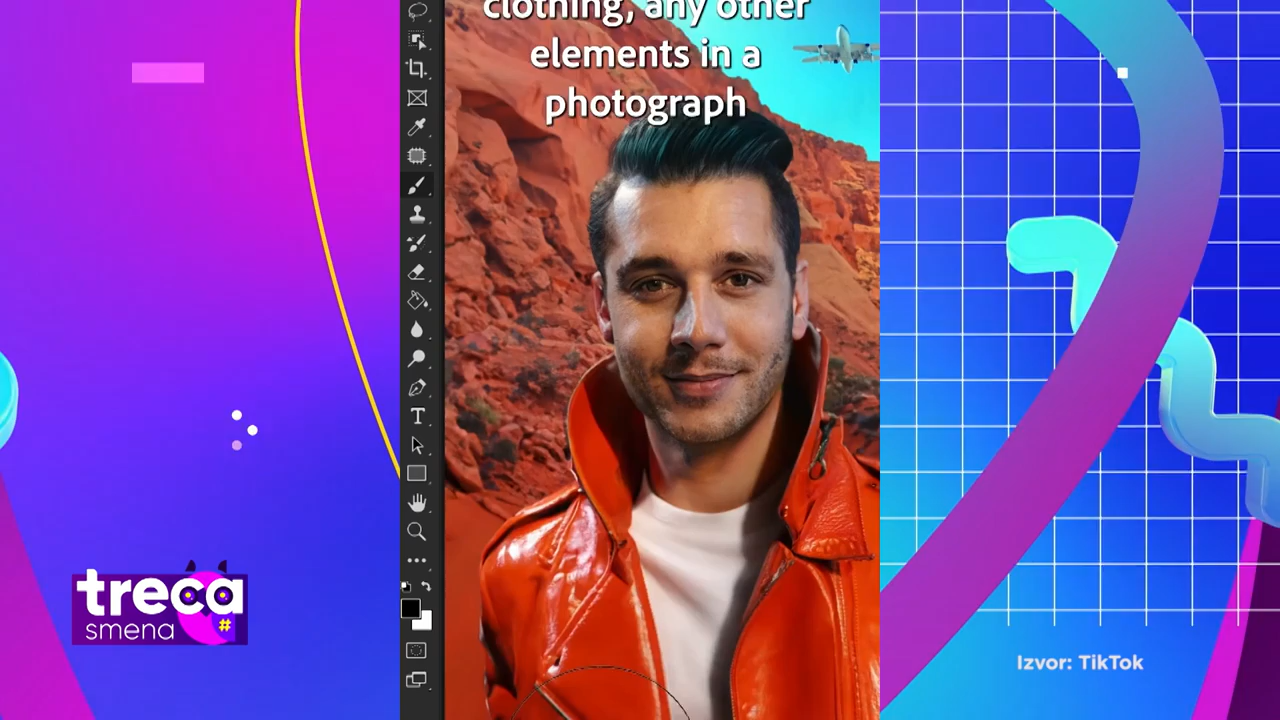 clothing, any other
elements in a
photograph
treca
smena
#
Izvor: TikTok